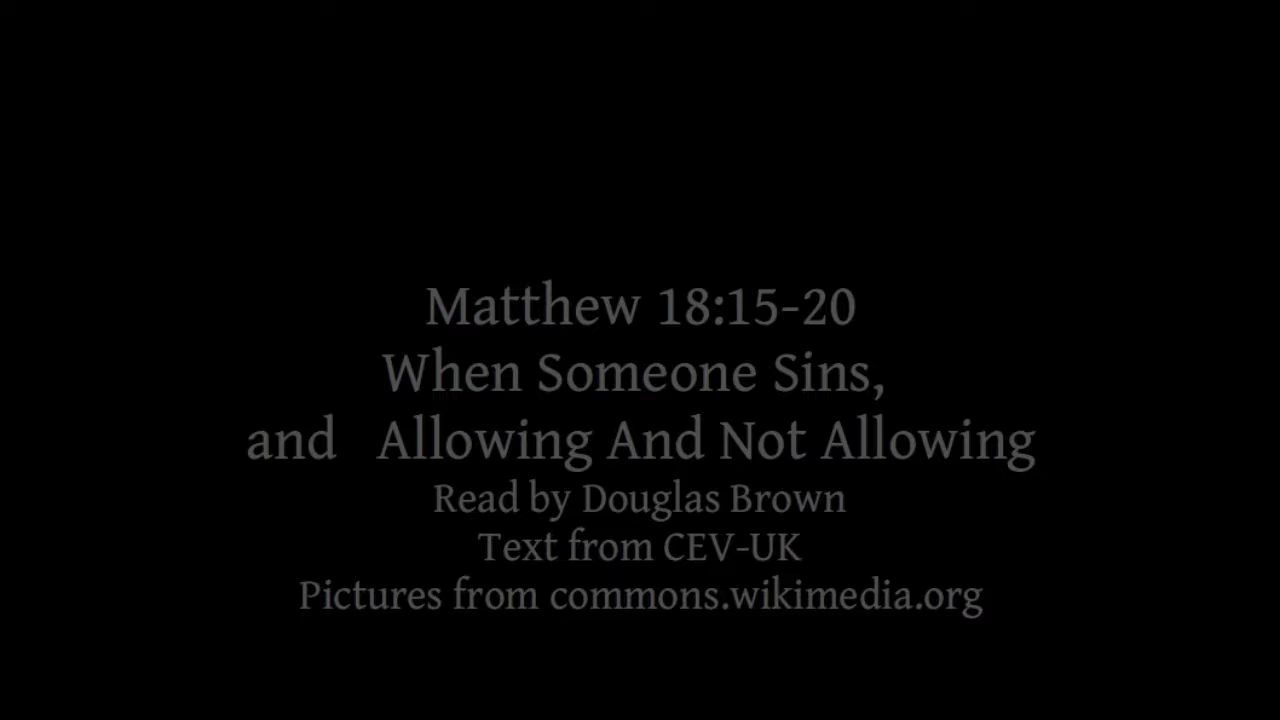 Matthew 18:15-20
When Someone Sins,
and Allowing And Not Allowing
Read by Douglas Brown
Text from CEV-UK
Pictures from commons.wikimedia.org